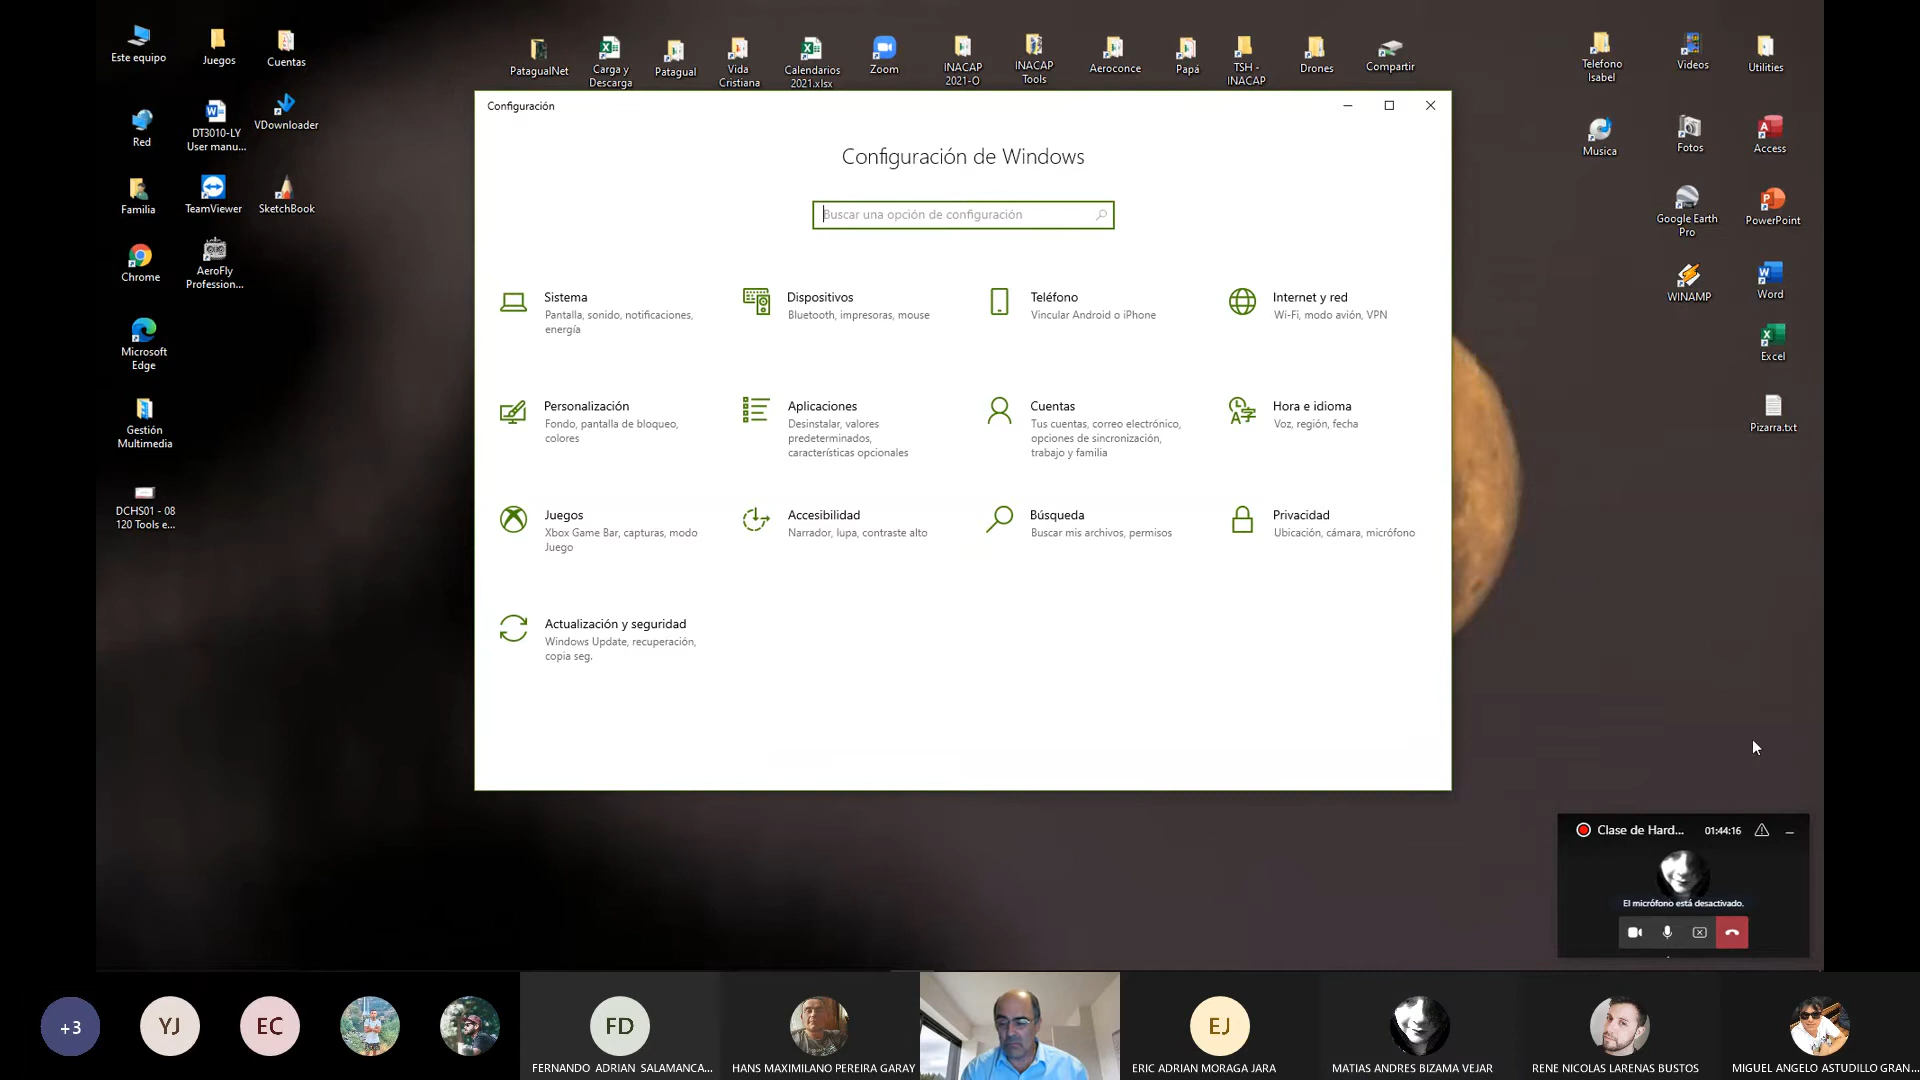 Este equipo
Juegos
Cuentas
PatagualNet
Carga y
Descarga
Patagual
Vida
Cristiana
Calendarios
2021.xlsx
Zoom
INACAP
2021-O
INACAP
Tools
Aeroconce
Papá
TSH -
INACAP
Drones
Compartir
Telefono
Isabel
Videos
Utilities
Red
DT3010-LY
User manu...
VDownloader
Musica
Fotos
Access
Familia
TeamViewer
SketchBook
Google Earth
Pro
PowerPoint
Chrome
AeroFly
Profession...
WINAMP
Word
Microsoft
Edge
Excel
Gestión
Multimedia
Pizarra.txt
DCHS01 - 08
120 Tools e...
Configuración
Configuración de Windows
Buscar una opción de configuración
Sistema
Pantalla, sonido, notificaciones,
energía
Dispositivos
Bluetooth, impresoras, mouse
Teléfono
Vincular Android o iPhone
Internet y red
Wi-Fi, modo avión, VPN
Personalización
Fondo, pantalla de bloqueo,
colores
Aplicaciones
Desinstalar, valores
predeterminados,
características opcionales
Cuentas
Tus cuentas, correo electrónico,
opciones de sincronización,
trabajo y familia
Hora e idioma
Voz, región, fecha
Juegos
Xbox Game Bar, capturas, modo
Juego
Accesibilidad
Narrador, lupa, contraste alto
Búsqueda
Buscar mis archivos, permisos
Privacidad
Ubicación, cámara, micrófono
Actualización y seguridad
Windows Update, recuperación,
copia seg.
Clase de Hard...
01:44:16
El micrófono está desactivado.
+3
YJ
EC
FD
EJ
FERNANDO ADRIAN SALAMANCA...
HANS MAXIMILANO PEREIRA GARAY
ERIC ADRIAN MORAGA JARA
MATIAS ANDRES BIZAMA VEJAR
RENE NICOLAS LARENAS BUSTOS
MIGUEL ANGELO ASTUDILLO GRAN...